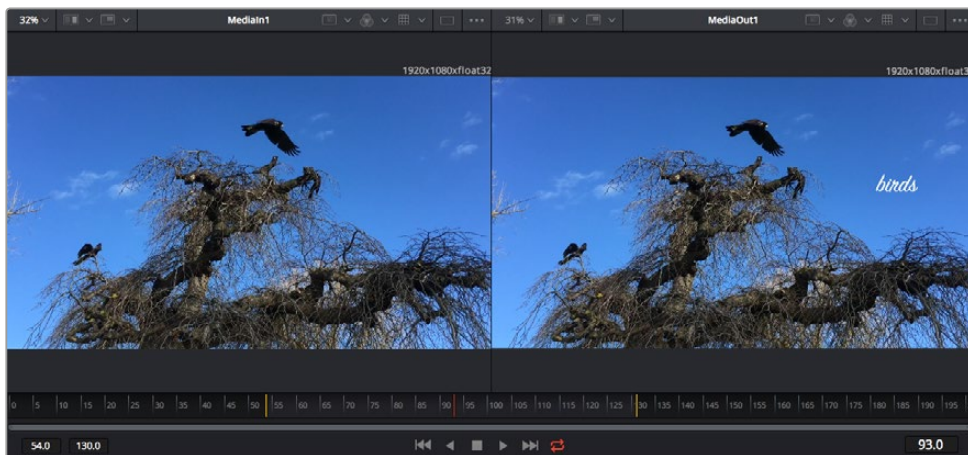 32% MediaIn1 31% MediaOut1
1920x1080xfloat32 1920x1080xfloat3
birds
0 5 10 15 20 25 30 35 40 45 50 55 60 65 70 75 80 85 90 95 100 105 110 115 120 125 30 135 140 145 150 155 160 165 170 175 180 185 190 195
54.0 130.0 93.0